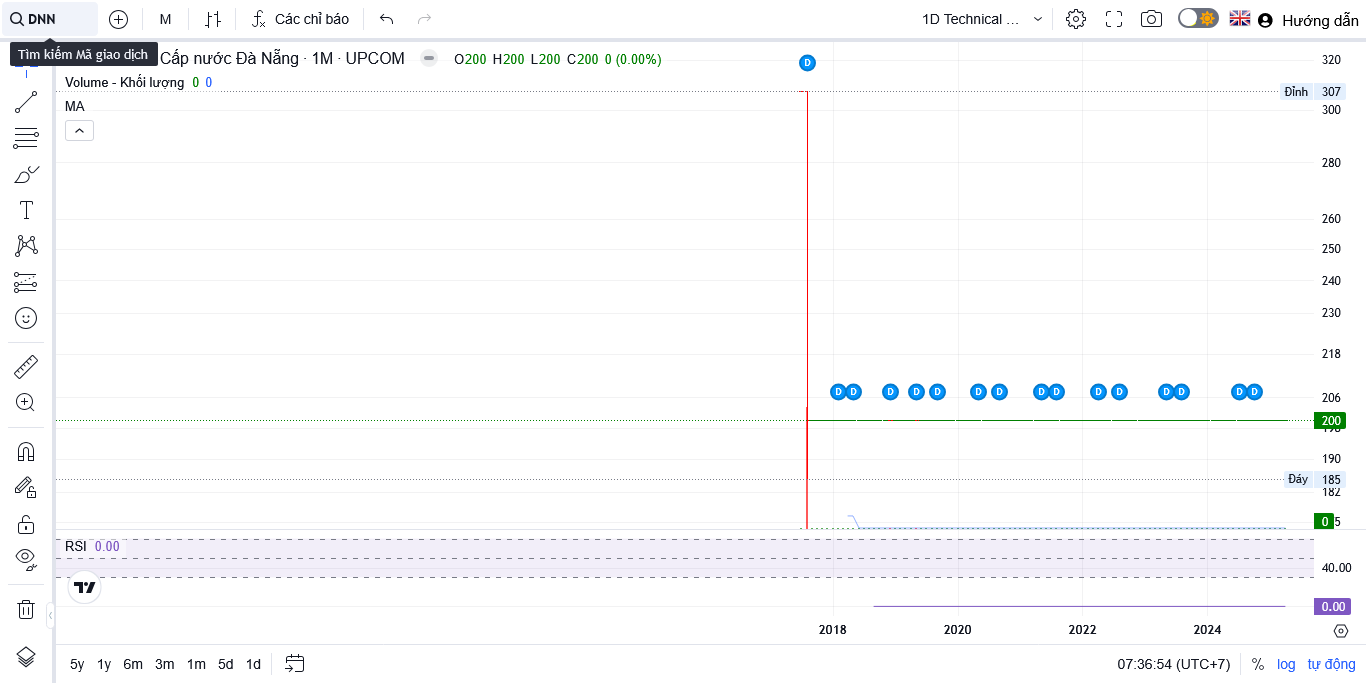 DNN
M
Các chỉ báo
1D Technical ...
Hướng dẫn
Tìm kiếm Mã giao dịch
Cấp nước Đà Nẵng · 1M · UPCOM
O200 H200 L200 C200 0 (0.00%)
Volume - Khối lượng 0 0
MA
D
320
Đỉnh 307
300
280
260
250
240
230
218
D D D D D D D D D D D D D D D
206
200
190
Đáy 185
182
0
5
RSI 0.00
40.00
0.00
2018 2020 2022 2024
5y 1y 6m 3m 1m 5d 1d
07:36:54 (UTC+7) % log tự động